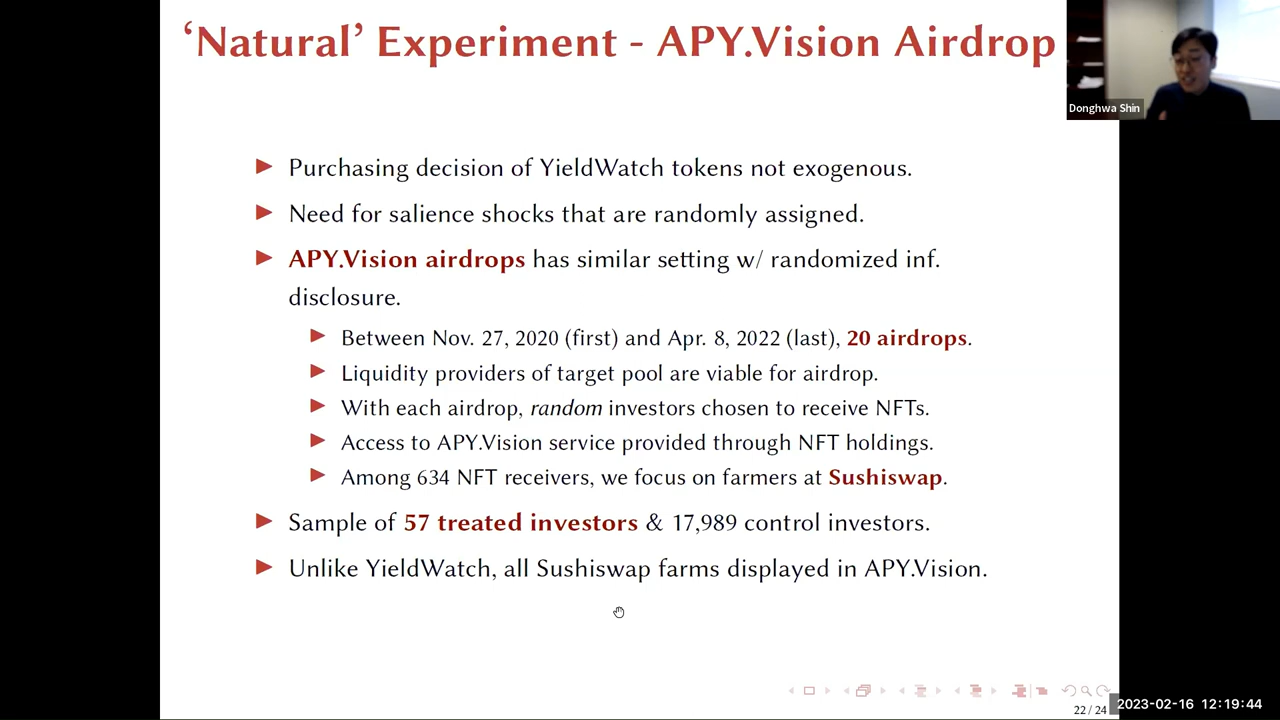 ‘Natural’ Experiment - APY.Vision Airdrop
Donghwa Shin
▶ Purchasing decision of YieldWatch tokens not exogenous.
▶ Need for salience shocks that are randomly assigned.
▶ APY.Vision airdrops has similar setting w/ randomized inf.
disclosure.
▶ Between Nov. 27, 2020 (first) and Apr. 8, 2022 (last), 20 airdrops.
▶ Liquidity providers of target pool are viable for airdrop.
▶ With each airdrop, random investors chosen to receive NFTs.
▶ Access to APY.Vision service provided through NFT holdings.
▶ Among 634 NFT receivers, we focus on farmers at Sushiswap.
▶ Sample of 57 treated investors & 17,989 control investors.
▶ Unlike YieldWatch, all Sushiswap farms displayed in APY.Vision.
22 / 24
2023-02-16 12:19:44